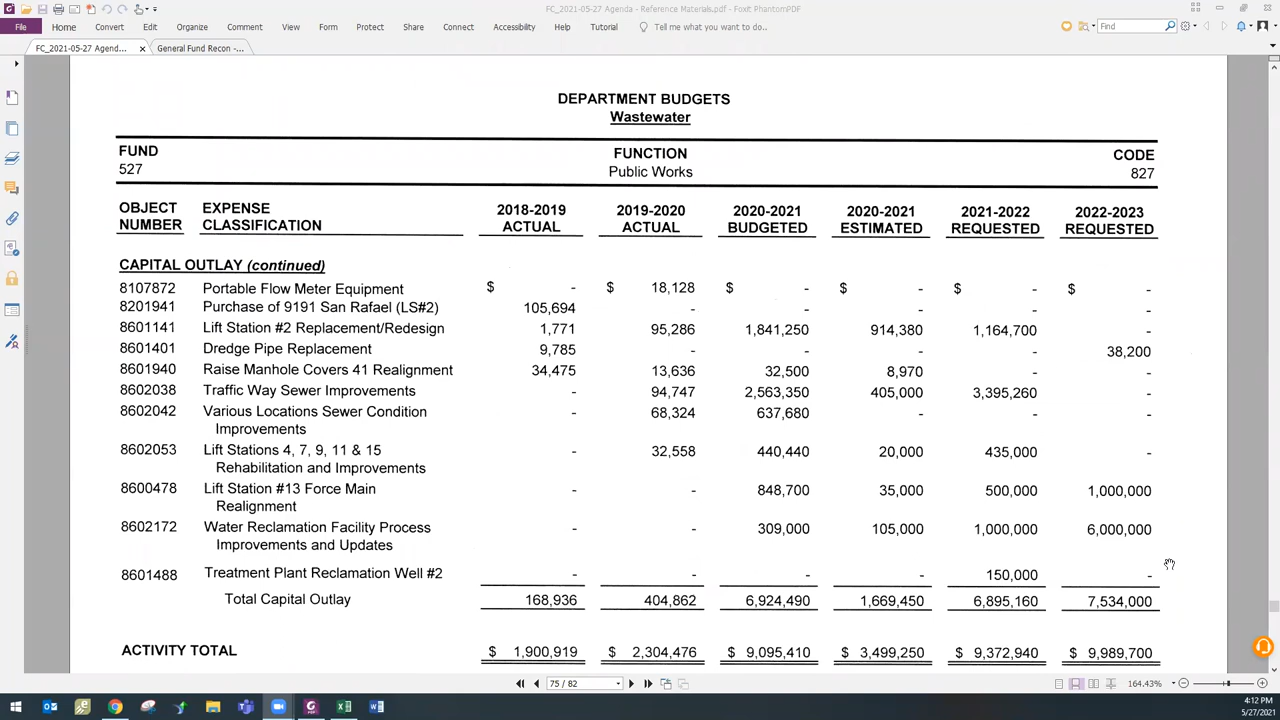 FC_2021-05-27 Agenda - Reference Materials.pdf - Foxit PhantomPDF
File Home Convert Edit Organize Comment View Form Protect Share Connect Accessibility Help Tutorial Tell me what you want to do.. Find
FC_2021-05-27 Agend... General Fund Recon -...
DEPARTMENT BUDGETS
Wastewater
FUND FUNCTION CODE
527 Public Works 827
OBJECT EXPENSE 2018-2019 2019-2020 2020-2021 2020-2021 2021-2022 2022-2023
NUMBER CLASSIFICATION ACTUAL ACTUAL BUDGETED ESTIMATED REQUESTED REQUESTED
CAPITAL OUTLAY (continued)
8107872 Portable Flow Meter Equipment $ - $ 18,128 $ - $ - $ - $ -
8201941 Purchase of 9191 San Rafael (LS#2) 105,694 - - - - -
8601141 Lift Station #2 Replacement/Redesign 1,771 95,286 1,841,250 914,380 1,164,700 -
8601401 Dredge Pipe Replacement 9,785 - - - - 38,200
8601940 Raise Manhole Covers 41 Realignment 34,475 13,636 32,500 8,970 - -
8602038 Traffic Way Sewer Improvements - 94,747 2,563,350 405,000 3,395,260 -
8602042 Various Locations Sewer Condition - 68,324 637,680 - - -
Improvements
8602053 Lift Stations 4, 7, 9, 11 & 15 - 32,558 440,440 20,000 435,000 -
Rehabilitation and Improvements
8600478 Lift Station #13 Force Main - - 848,700 35,000 500,000 1,000,000
Realignment
8602172 Water Reclamation Facility Process - - 309,000 105,000 1,000,000 6,000,000
Improvements and Updates
8601488 Treatment Plant Reclamation Well #2 - - - - 150,000 -
Total Capital Outlay 168,936 404,862 6,924,490 1,669,450 6,895,160 7,534,000
ACTIVITY TOTAL $ 1,900,919 $ 2,304,476 $ 9,095,410 $ 3,499,250 $ 9,372,940 $ 9,989,700
75 / 82 164.43%
4:12 PM
5/27/2021